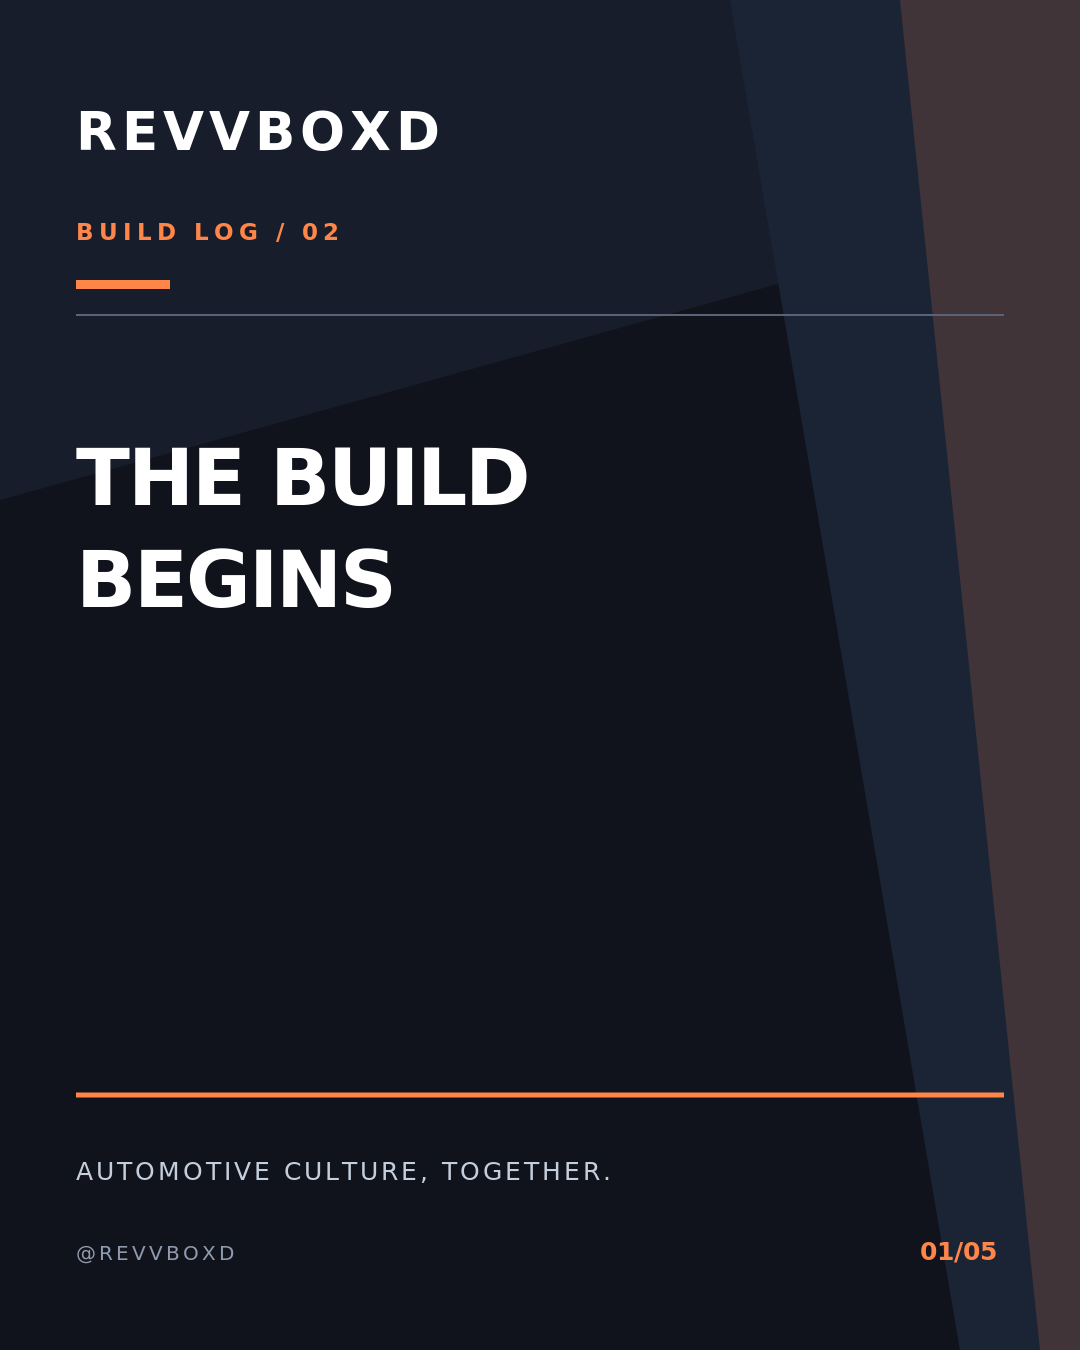 REVVBOXD
BUILD LOG / 02
THE BUILD
BEGINS
AUTOMOTIVE CULTURE, TOGETHER.
@REVVBOXD
01/05